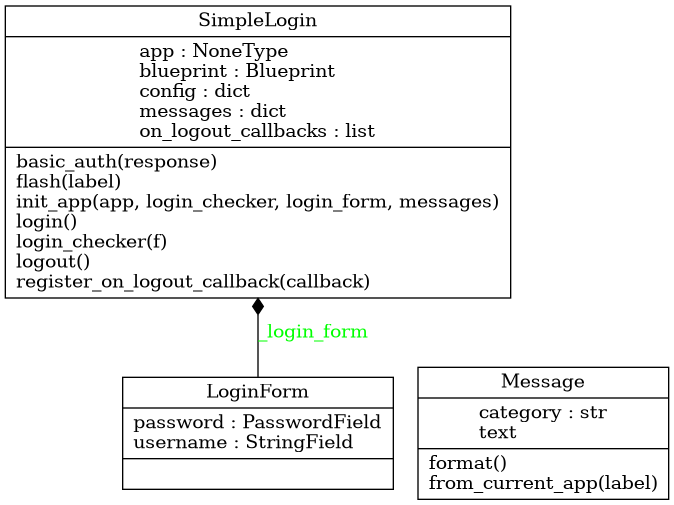 SimpleLogin
app : NoneType
blueprint : Blueprint
config : dict
messages : dict
on_logout_callbacks : list
basic_auth(response)
flash(label)
init_app(app, login_checker, login_form, messages)
login()
login_checker(f)
logout()
register_on_logout_callback(callback)
_login_form
LoginForm
password : PasswordField
username : StringField
Message
category : str
text
format()
from_current_app(label)